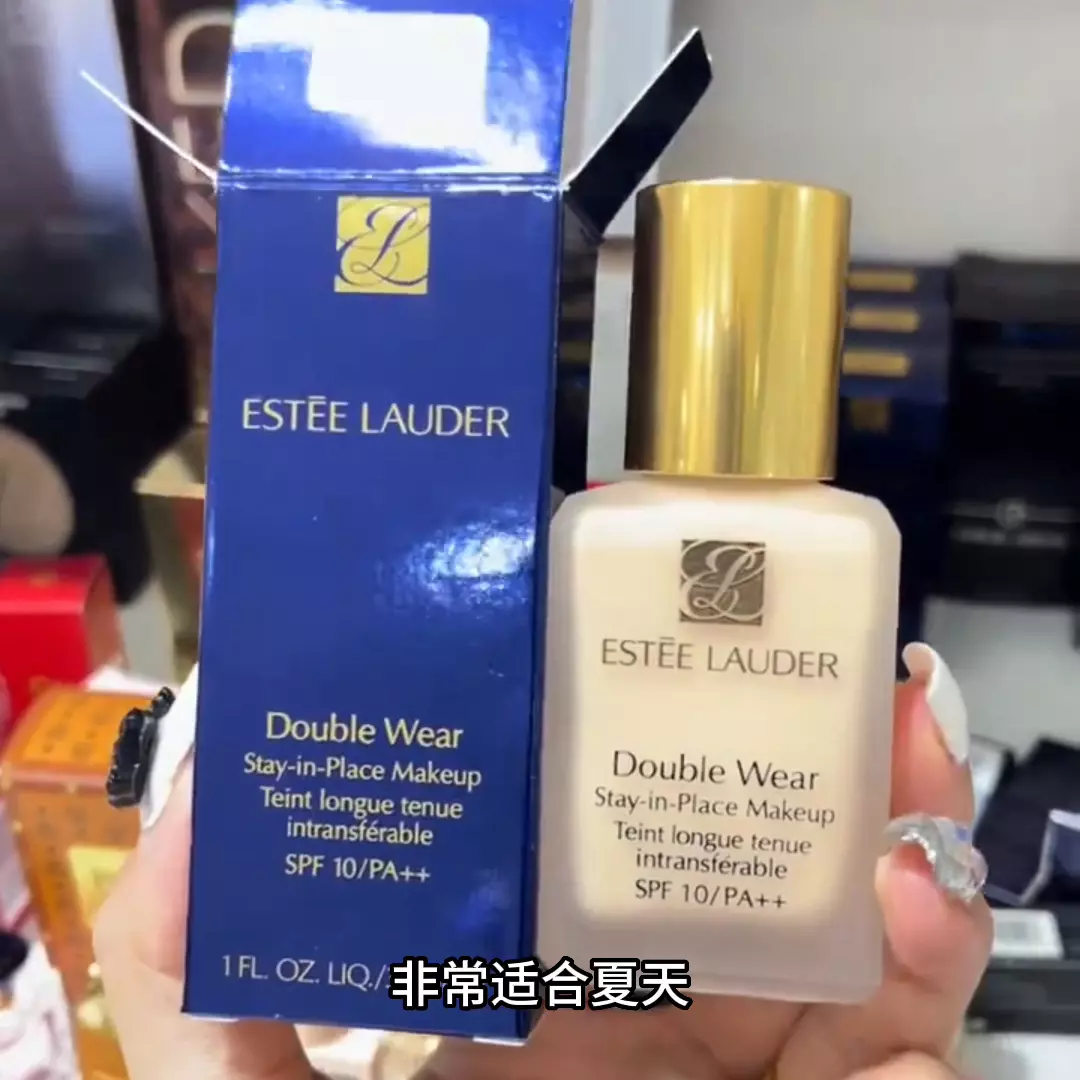 ESTĒE LAUDER
Double Wear
Stay-in-Place Makeup
Teint longue tenue
intransférable
SPF 10/PA++
1 FL. OZ. LIQ./
ESTĒE LAUDER
Double Wear
Stay-in-Place Makeup
Teint longue tenue
intransférable
SPF 10/PA++
非常适合夏天